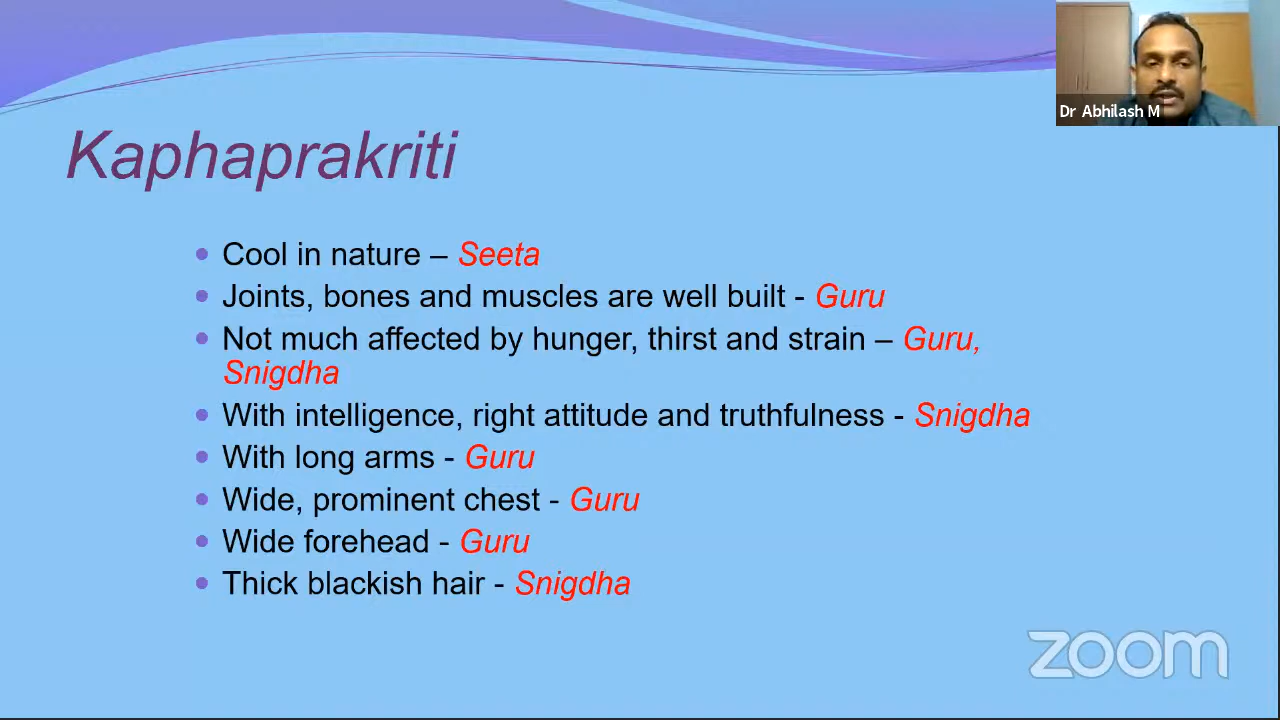 Dr Abhilash M
Kaphaprakriti
Cool in nature – Seeta
Joints, bones and muscles are well built - Guru
Not much affected by hunger, thirst and strain – Guru,
Snigdha
With intelligence, right attitude and truthfulness - Snigdha
With long arms - Guru
Wide, prominent chest - Guru
Wide forehead - Guru
Thick blackish hair - Snigdha
zoom